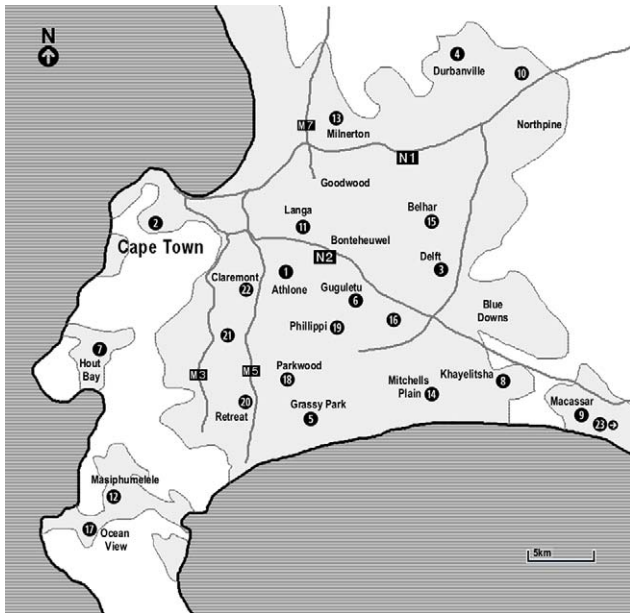 N
4
Durbanville
10
13
M7
Milnerton
Northpine
N1
Goodwood
2
Langa
11
Belhar
15
Cape Town
Bonteheuwel
N2
Delft
3
Claremont
22
1
Athlone
Guguletu
6
Blue
Downs
21
Phillippi
19
16
7
Hout
Bay
M3
M5
Parkwood
18
Mitchells
Plain
14
Khayelitsha
8
20
Retreat
Grassy Park
5
Macassar
9
23
Masiphumelele
12
17
Ocean
View
5km